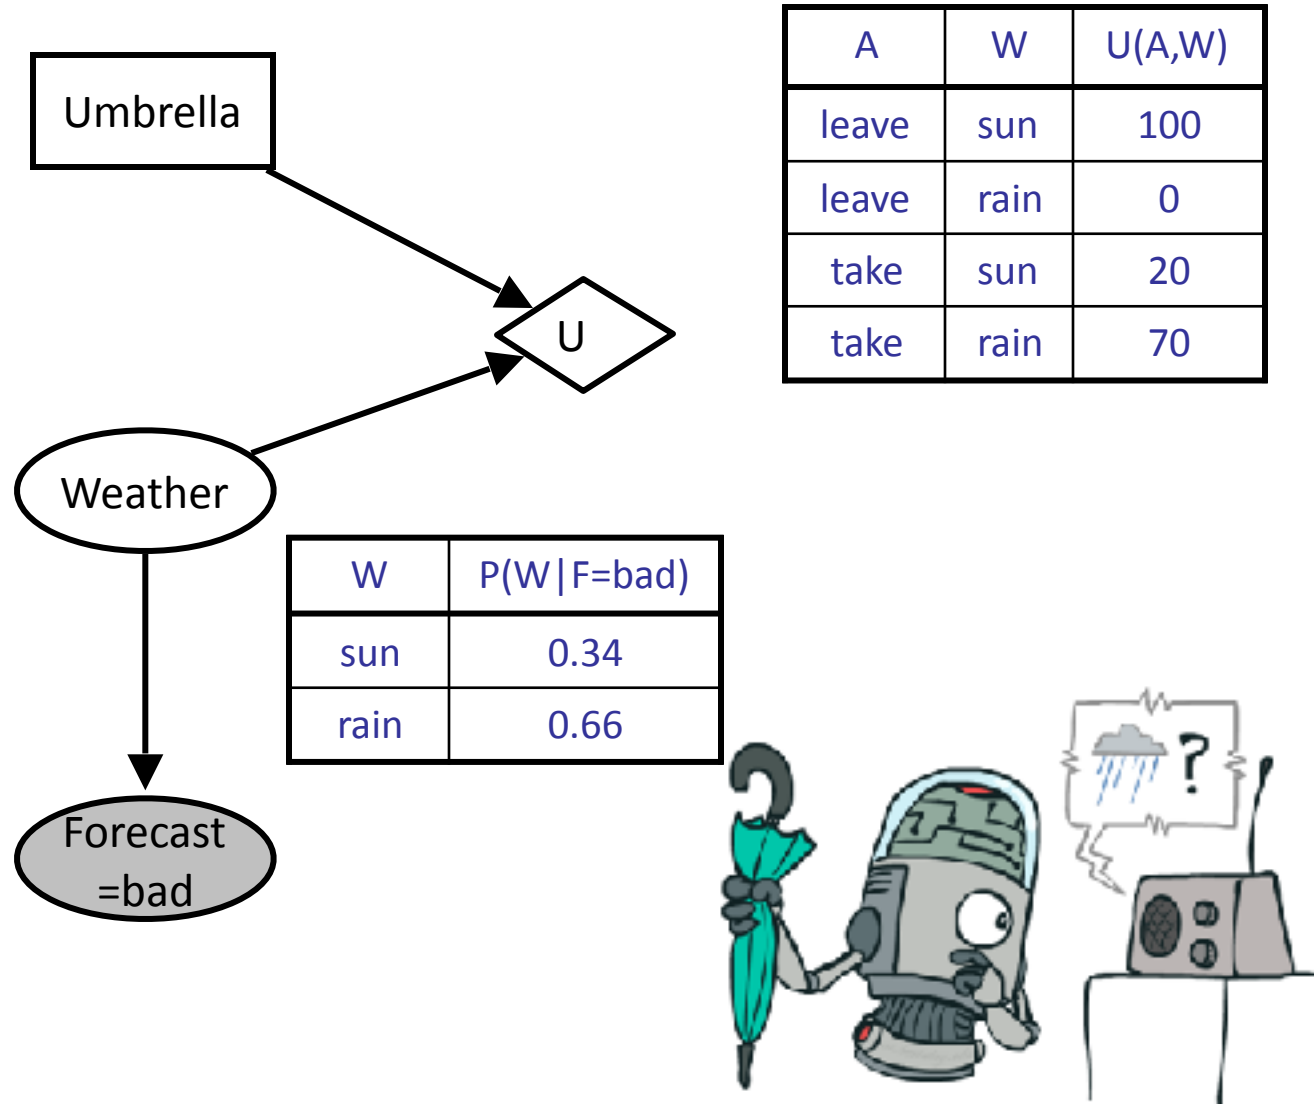 Umbrella
A W U(A,W)
leave sun 100
leave rain 0
take sun 20
take rain 70
U
Weather
W P(W|F=bad)
sun 0.34
rain 0.66
Forecast
=bad
?